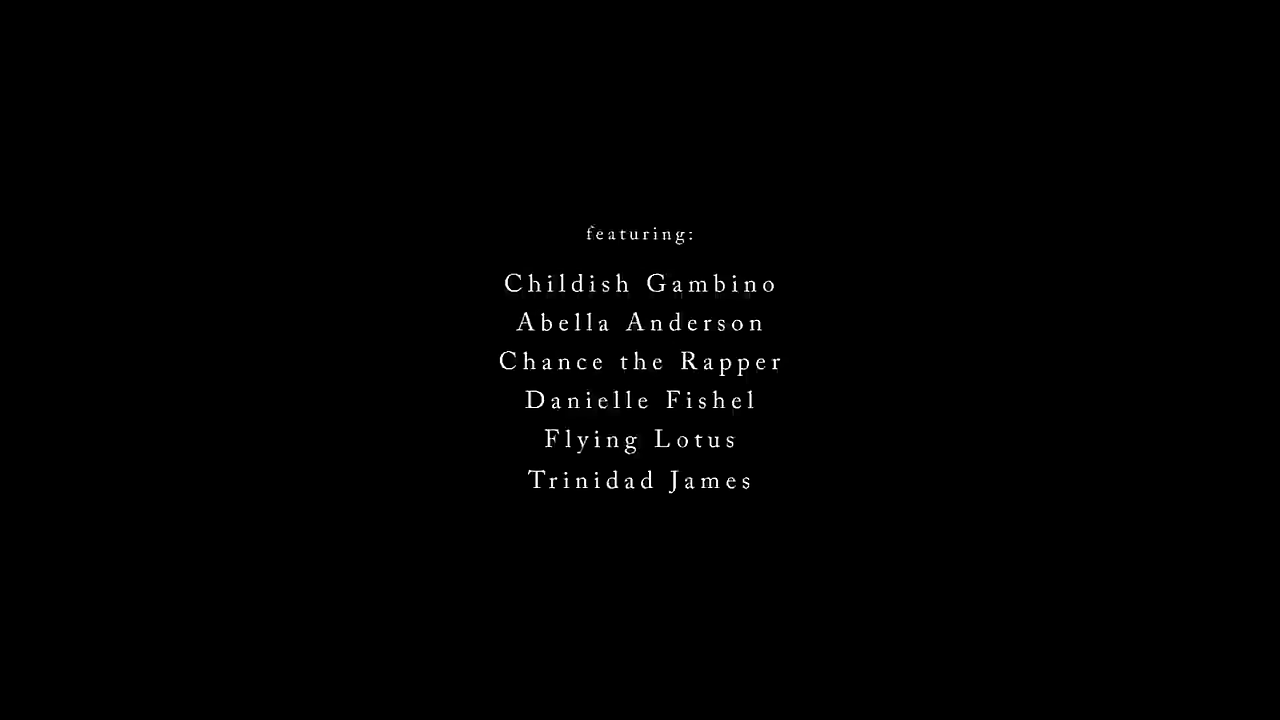 featuring:
Childish Gambino
Abella Anderson
Chance the Rapper
Danielle Fishel
Flying Lotus
Trinidad James